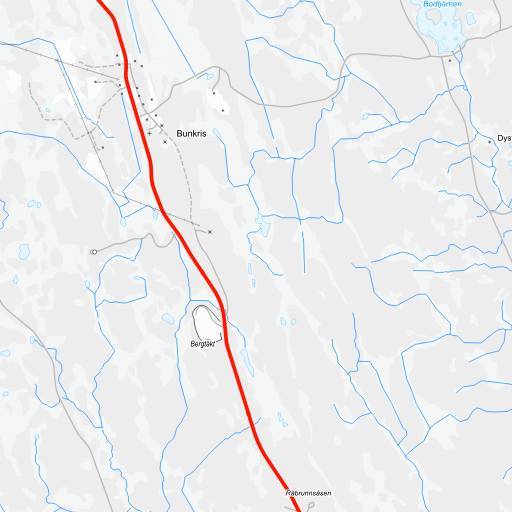 Bodtjärnen
Bunkris
Dys
Bergtäkt
Råbrunnsåsen